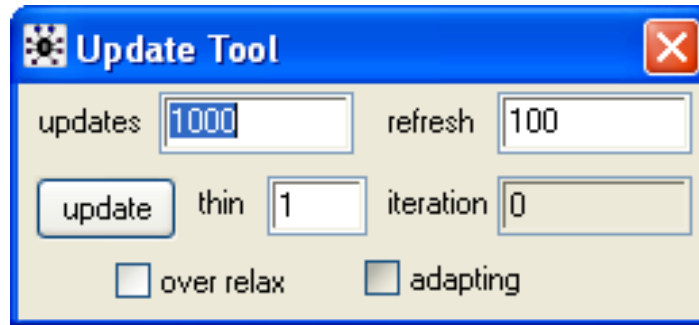 Update Tool
updates 1000 refresh 100
update thin 1 iteration 0
over relax adapting